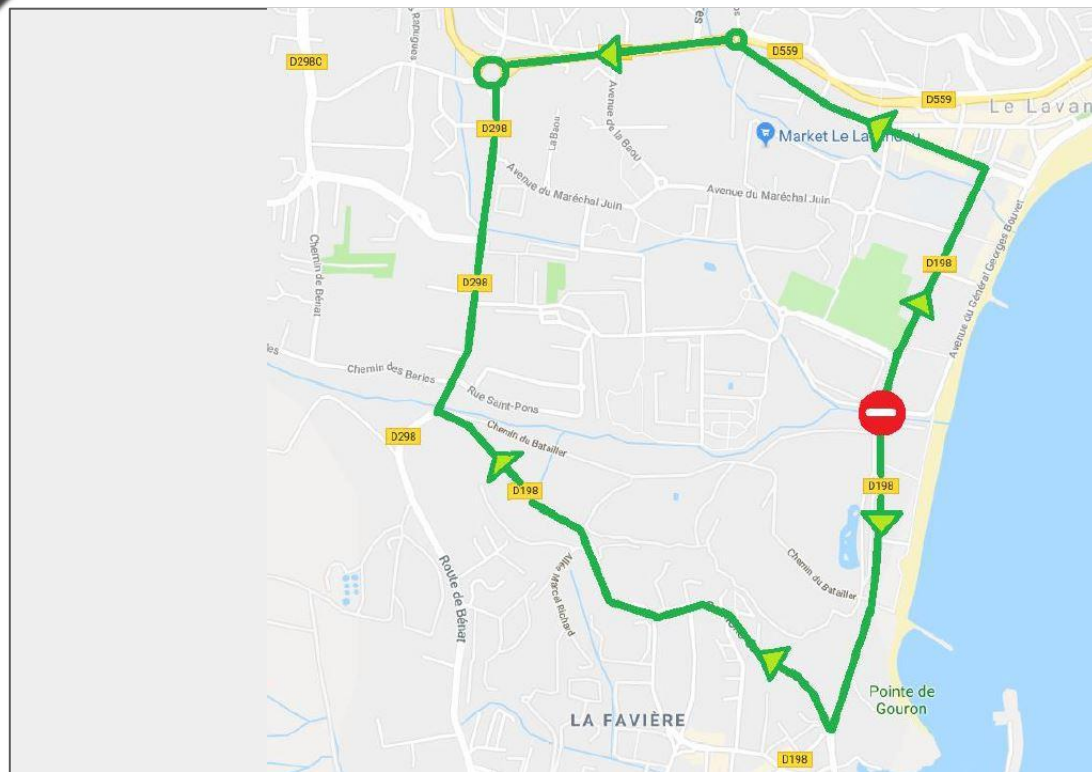 D298C
D559
D559
Le Lavan
Market Le Lavandou
D298
La Baou
Avenue de la Baou
Avenue du Maréchal Juin
Avenue du Maréchal Juin
Avenue du Général Georges Bouvet
Chemin de Bénat
D198
D298
Chemin des Berles
Rue Saint-Pons
Chemin du Batailler
D298
D198
D198
Route de Bénat
Allée Marcel Richard
Chemin du Batailler
Pointe de
Gouron
LA FAVIÈRE
D198